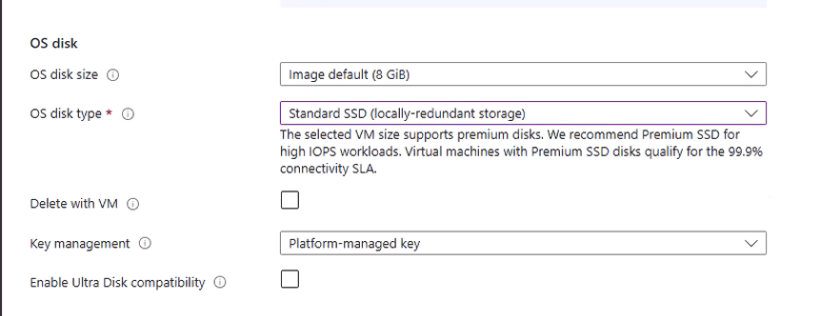 OS disk
OS disk size
Image default (8 GiB)
OS disk type *
Standard SSD (locally-redundant storage)
The selected VM size supports premium disks. We recommend Premium SSD for
high IOPS workloads. Virtual machines with Premium SSD disks qualify for the 99.9%
connectivity SLA.
Delete with VM
Key management
Platform-managed key
Enable Ultra Disk compatibility